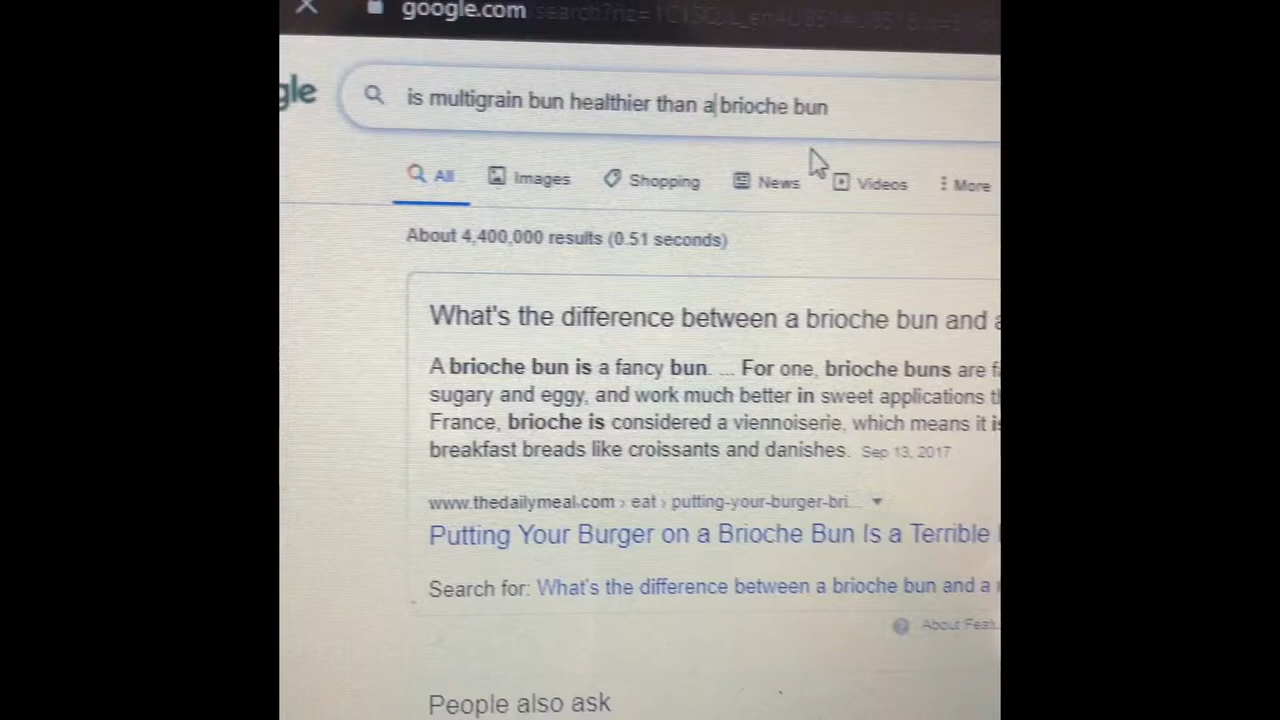 google.com
gle
is multigrain bun healthier than a brioche bun
All Images Shopping News Videos More
About 4,400,000 results (0.51 seconds)
What's the difference between a brioche bun and a
A brioche bun is a fancy bun. ... For one, brioche buns are
sugary and eggy, and work much better in sweet applications
France, brioche is considered a viennoiserie, which means it is
breakfast breads like croissants and danishes. Sep 13, 2017
www.thedailymeal.com › eat › putting-your-burger-bri...
Putting Your Burger on a Brioche Bun Is a Terrible
Search for: What's the difference between a brioche bun and a
About Feat
People also ask